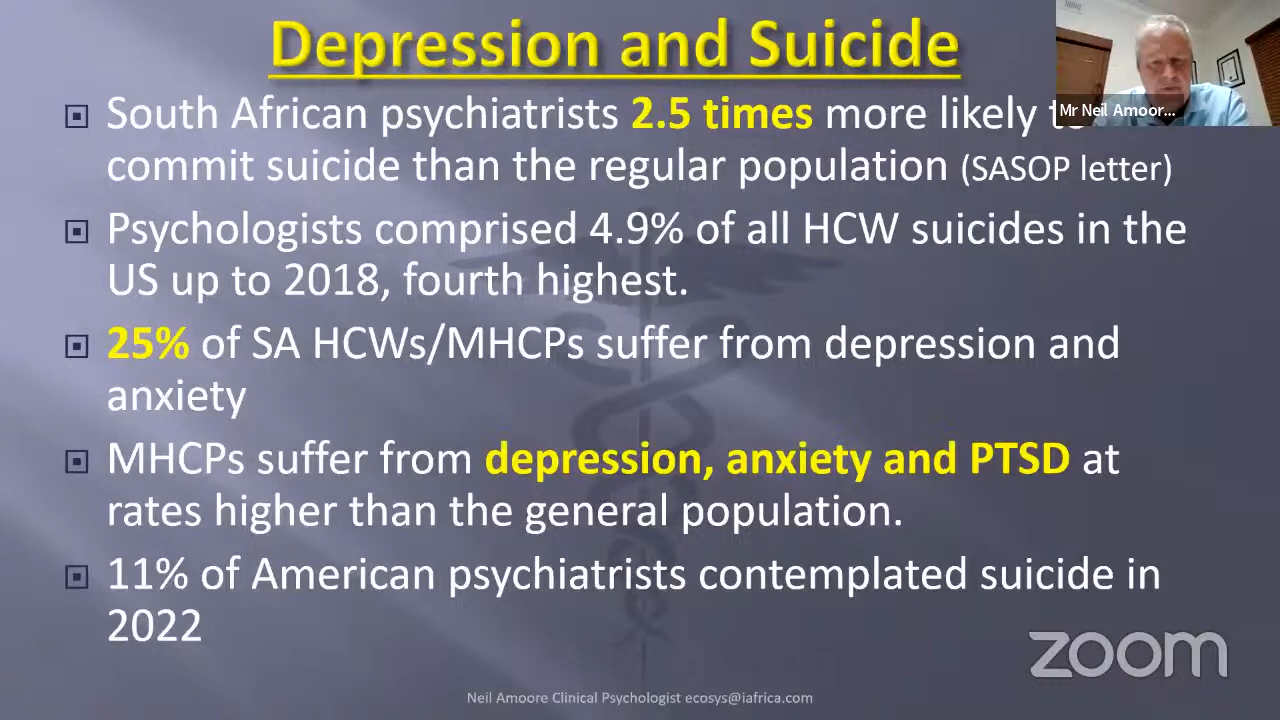 Depression and Suicide
South African psychiatrists 2.5 times more likely
commit suicide than the regular population (SASOP letter)
Psychologists comprised 4.9% of all HCW suicides in the
US up to 2018, fourth highest.
25% of SA HCWs/MHCPs suffer from depression and
anxiety
MHCPs suffer from depression, anxiety and PTSD at
rates higher than the general population.
11% of American psychiatrists contemplated suicide in
2022
Mr Neil Amoor...
zoom
Neil Amoore Clinical Psychologist ecosys@iafrica.com